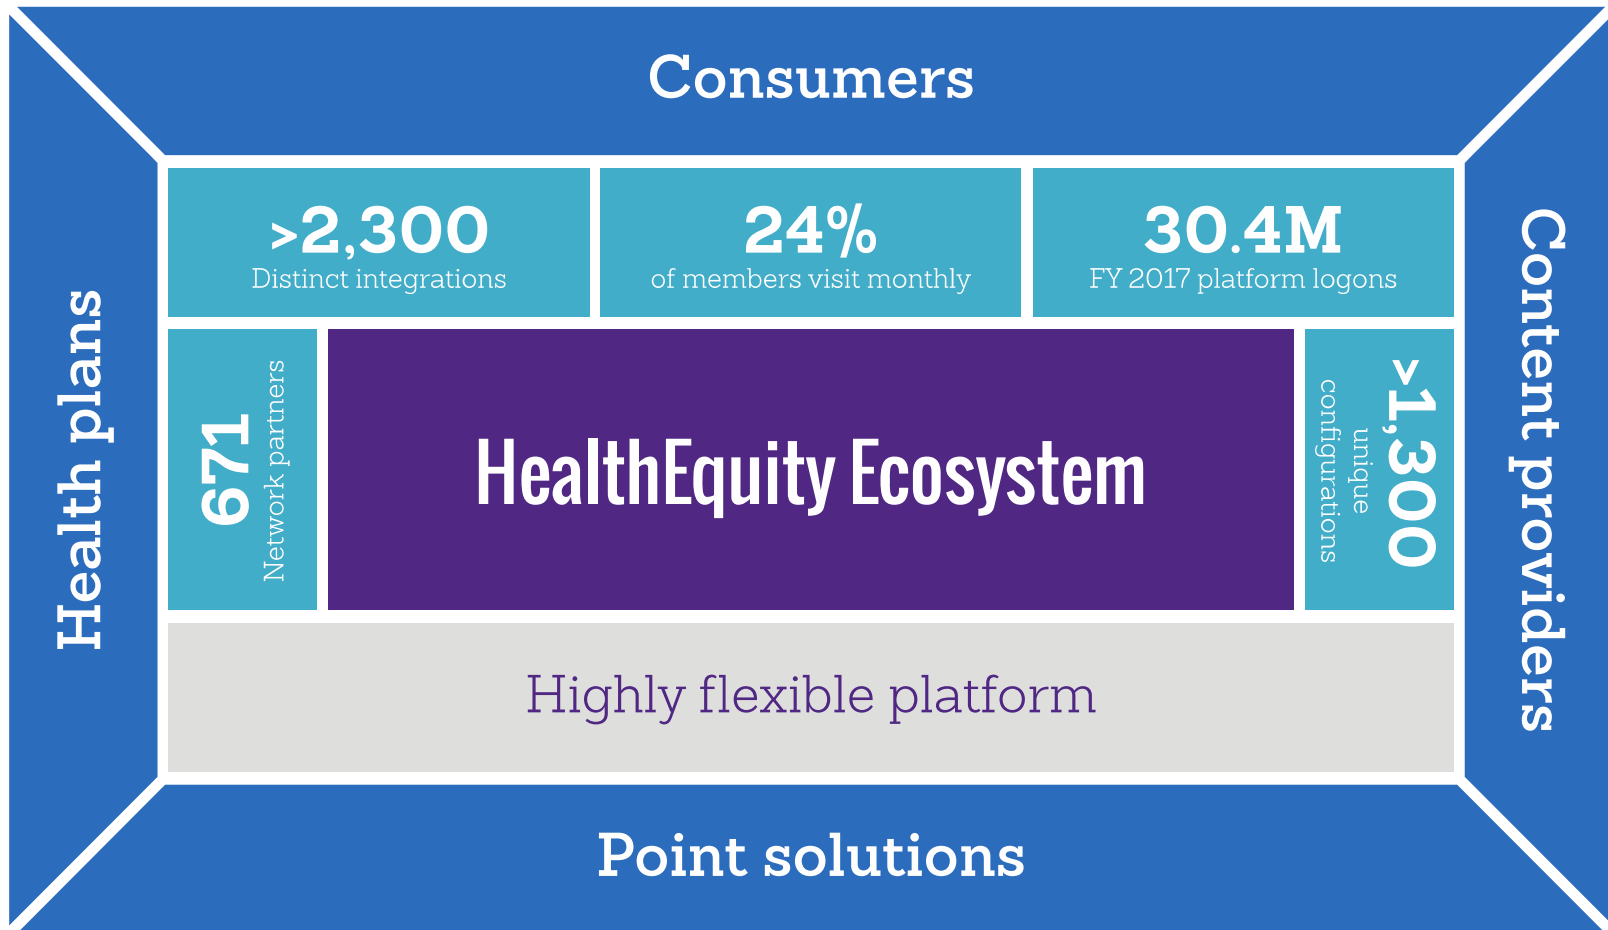 Consumers
>2,300
Distinct integrations
24%
of members visit monthly
30.4M
FY 2017 platform logons
Health plans
671
Network partners
HealthEquity Ecosystem
>1,300
unique
configurations
Content providers
Highly flexible platform
Point solutions